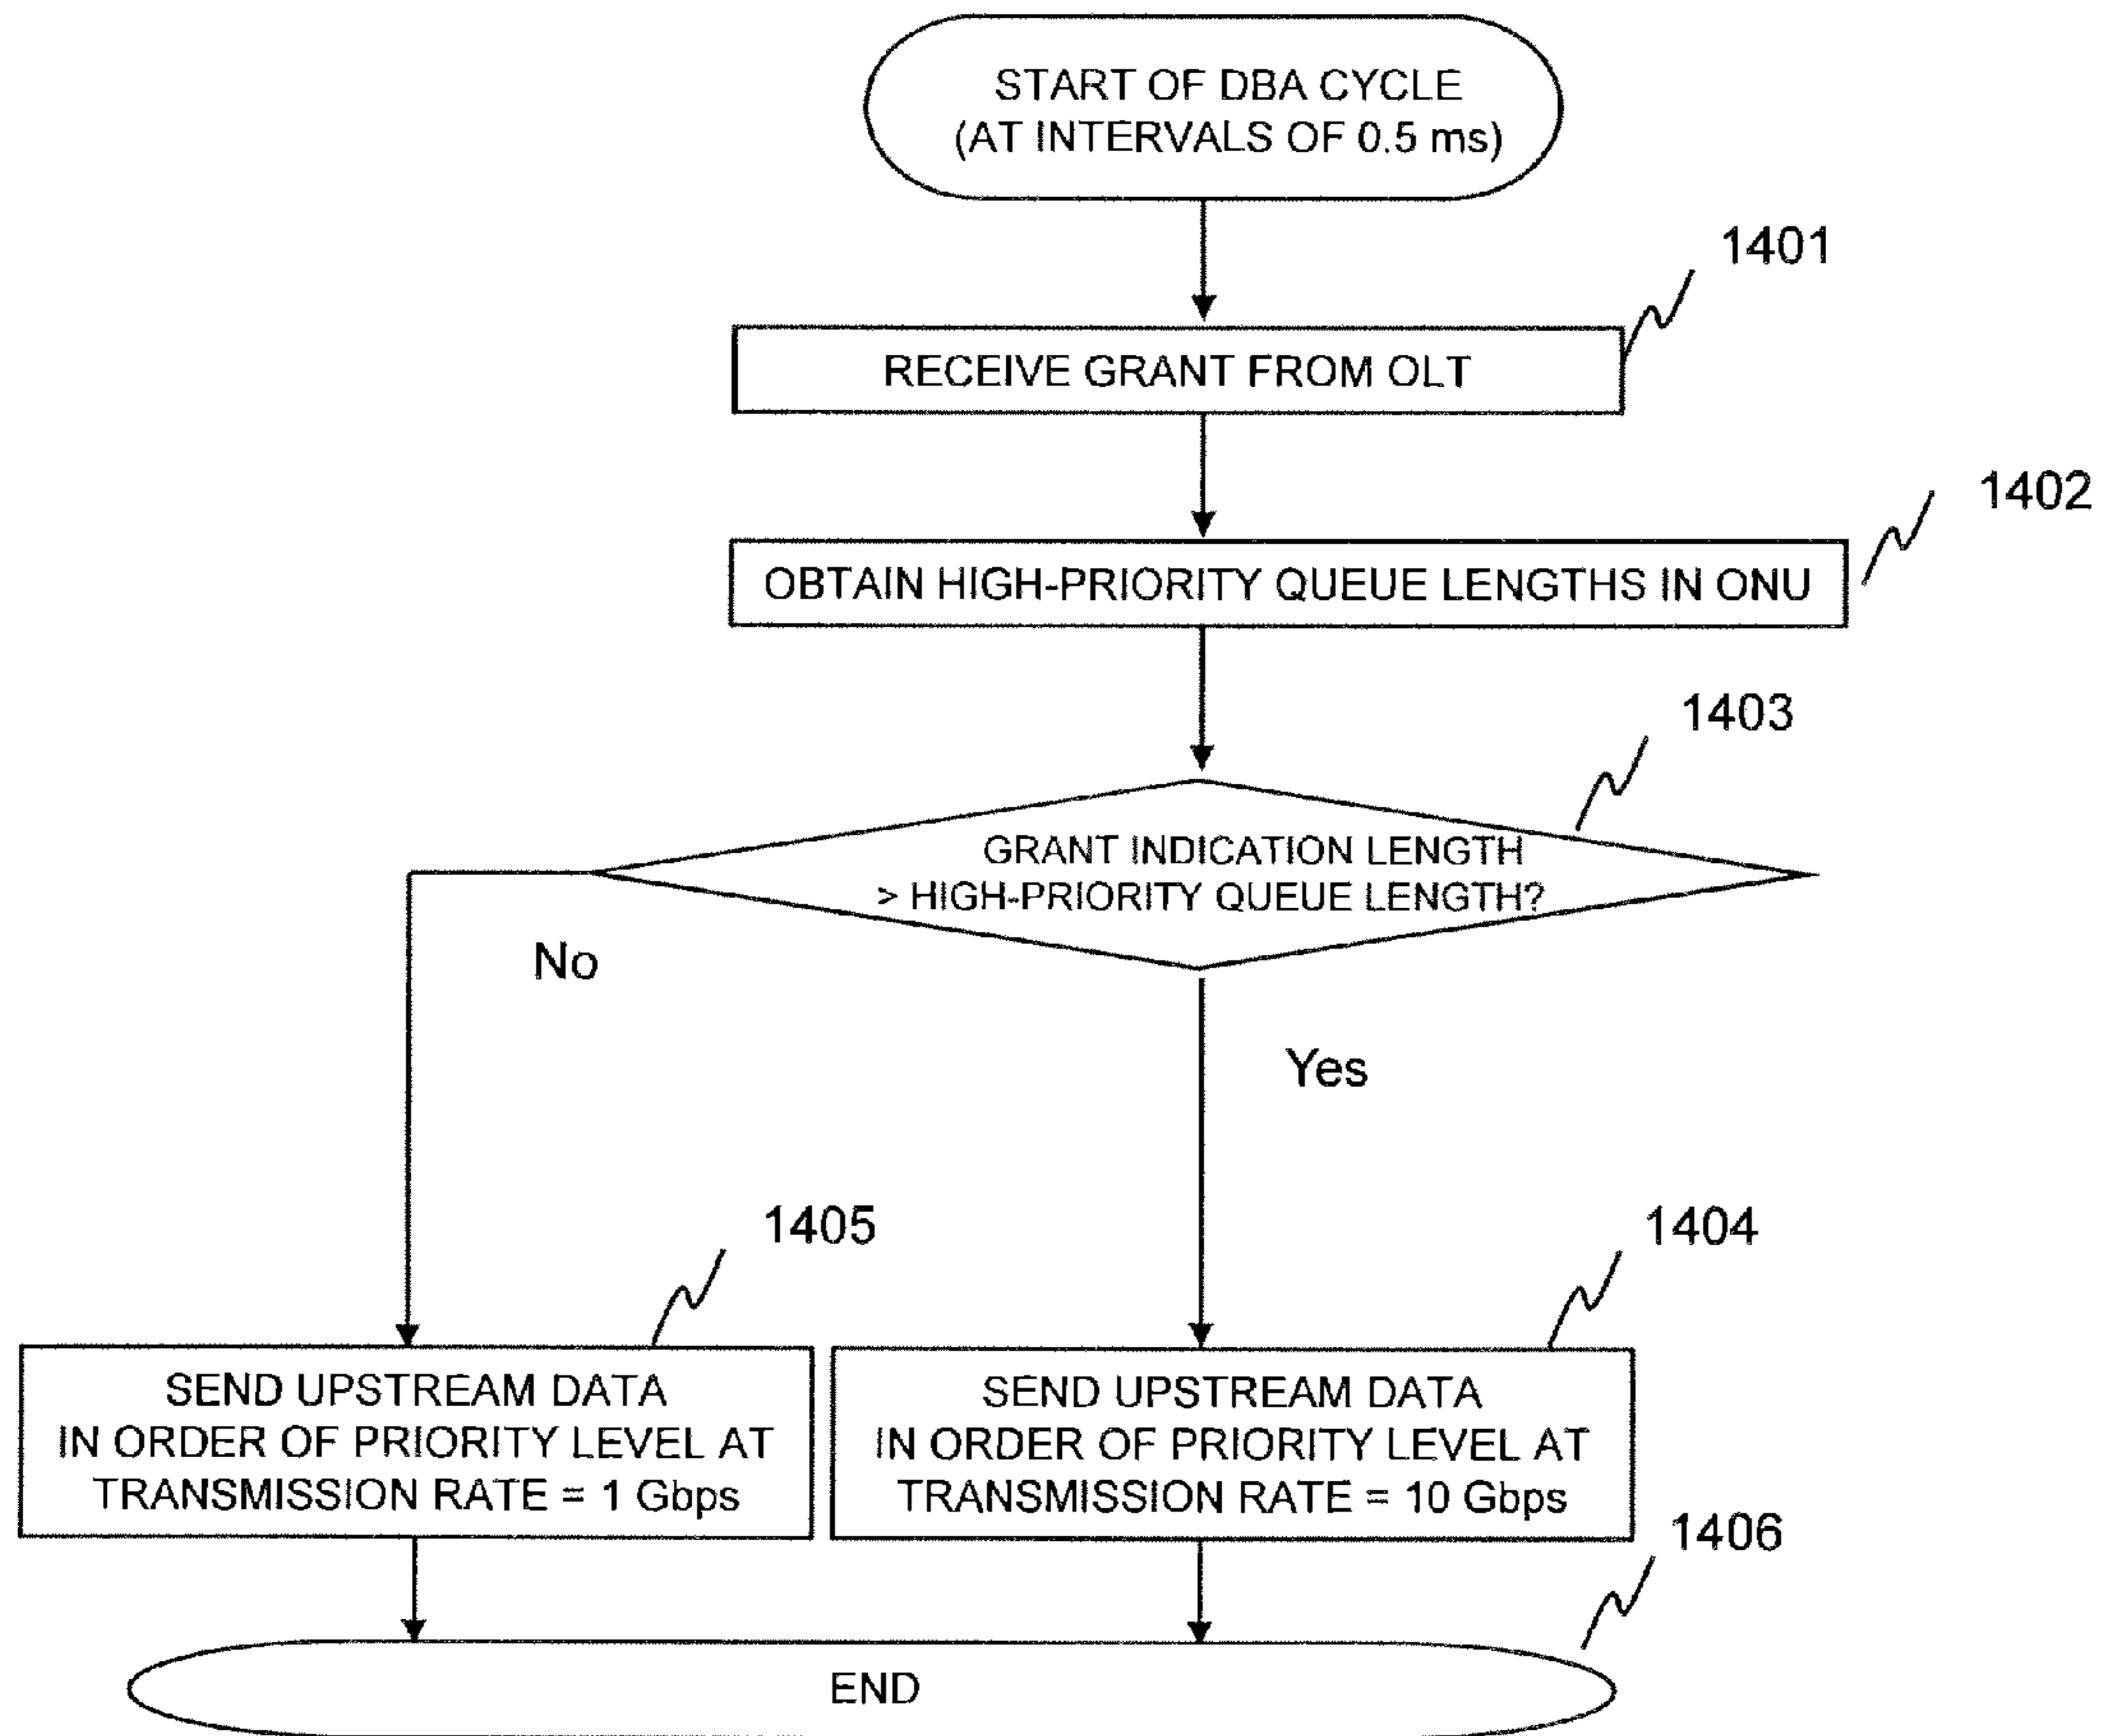 START OF DBA CYCLE
(AT INTERVALS OF 0.5 ms)
1401
RECEIVE GRANT FROM OLT
1402
OBTAIN HIGH-PRIORITY QUEUE LENGTHS IN ONU
1403
GRANT INDICATION LENGTH
> HIGH-PRIORITY QUEUE LENGTH?
No
Yes
1405
SEND UPSTREAM DATA
IN ORDER OF PRIORITY LEVEL AT
TRANSMISSION RATE = 1 Gbps
1404
SEND UPSTREAM DATA
IN ORDER OF PRIORITY LEVEL AT
TRANSMISSION RATE = 10 Gbps
1406
END